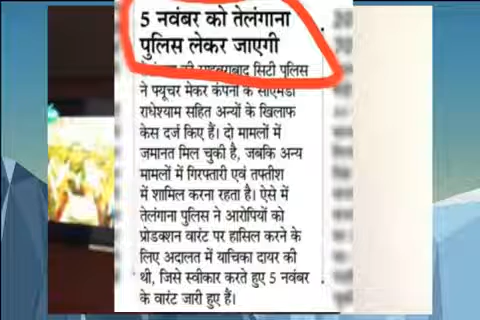 5 नवंबर को तेलंगाना
पुलिस लेकर जाएगी
की साइबराबाद सिटी पुलिस
ने फ्यूचर मेकर कंपनी के सीएमडी
राधेश्याम सहित अन्यों के खिलाफ
केस दर्ज किए हैं। दो मामलों में
जमानत मिल चुकी है, जबकि अन्य
मामलों में गिरफ्तारी एवं तफ्तीश
में शामिल करना रहता है। ऐसे में
तेलंगाना पुलिस ने आरोपियों को
प्रोडक्शन वारंट पर हासिल करने के
लिए अदालत में याचिका दायर की
थी, जिसे स्वीकार करते हुए 5 नवंबर
के वारंट जारी हुए हैं।